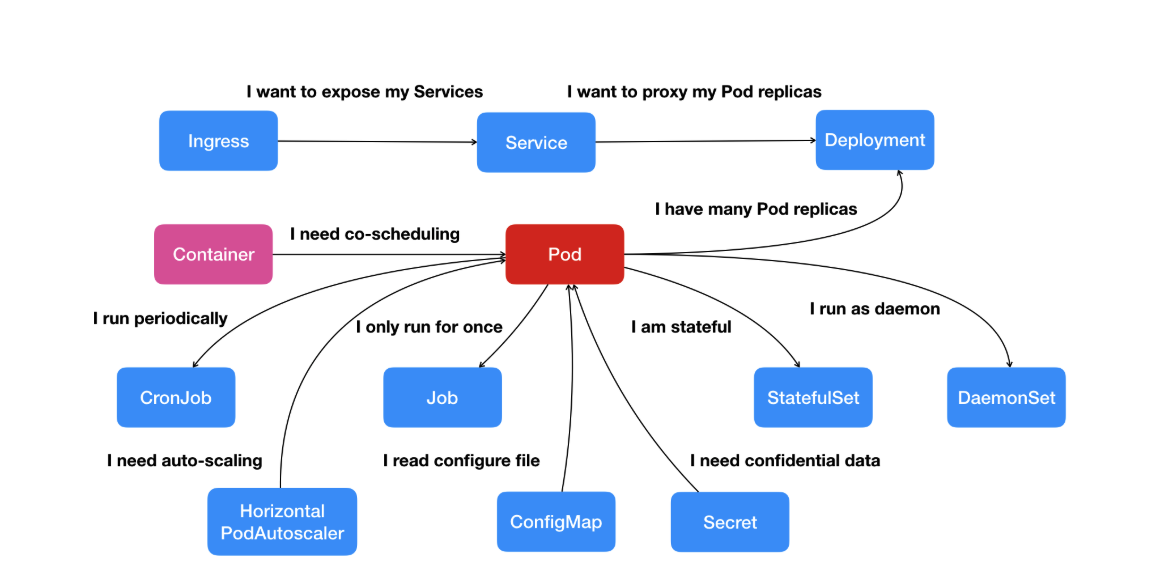 I want to expose my Services
I want to proxy my Pod replicas
Ingress
Service
Deployment
I have many Pod replicas
I need co-scheduling
Container
Pod
I run periodically
I only run for once
I am stateful
I run as daemon
CronJob
Job
StatefulSet
DaemonSet
I need auto-scaling
I read configure file
I need confidential data
Horizontal
PodAutoscaler
ConfigMap
Secret